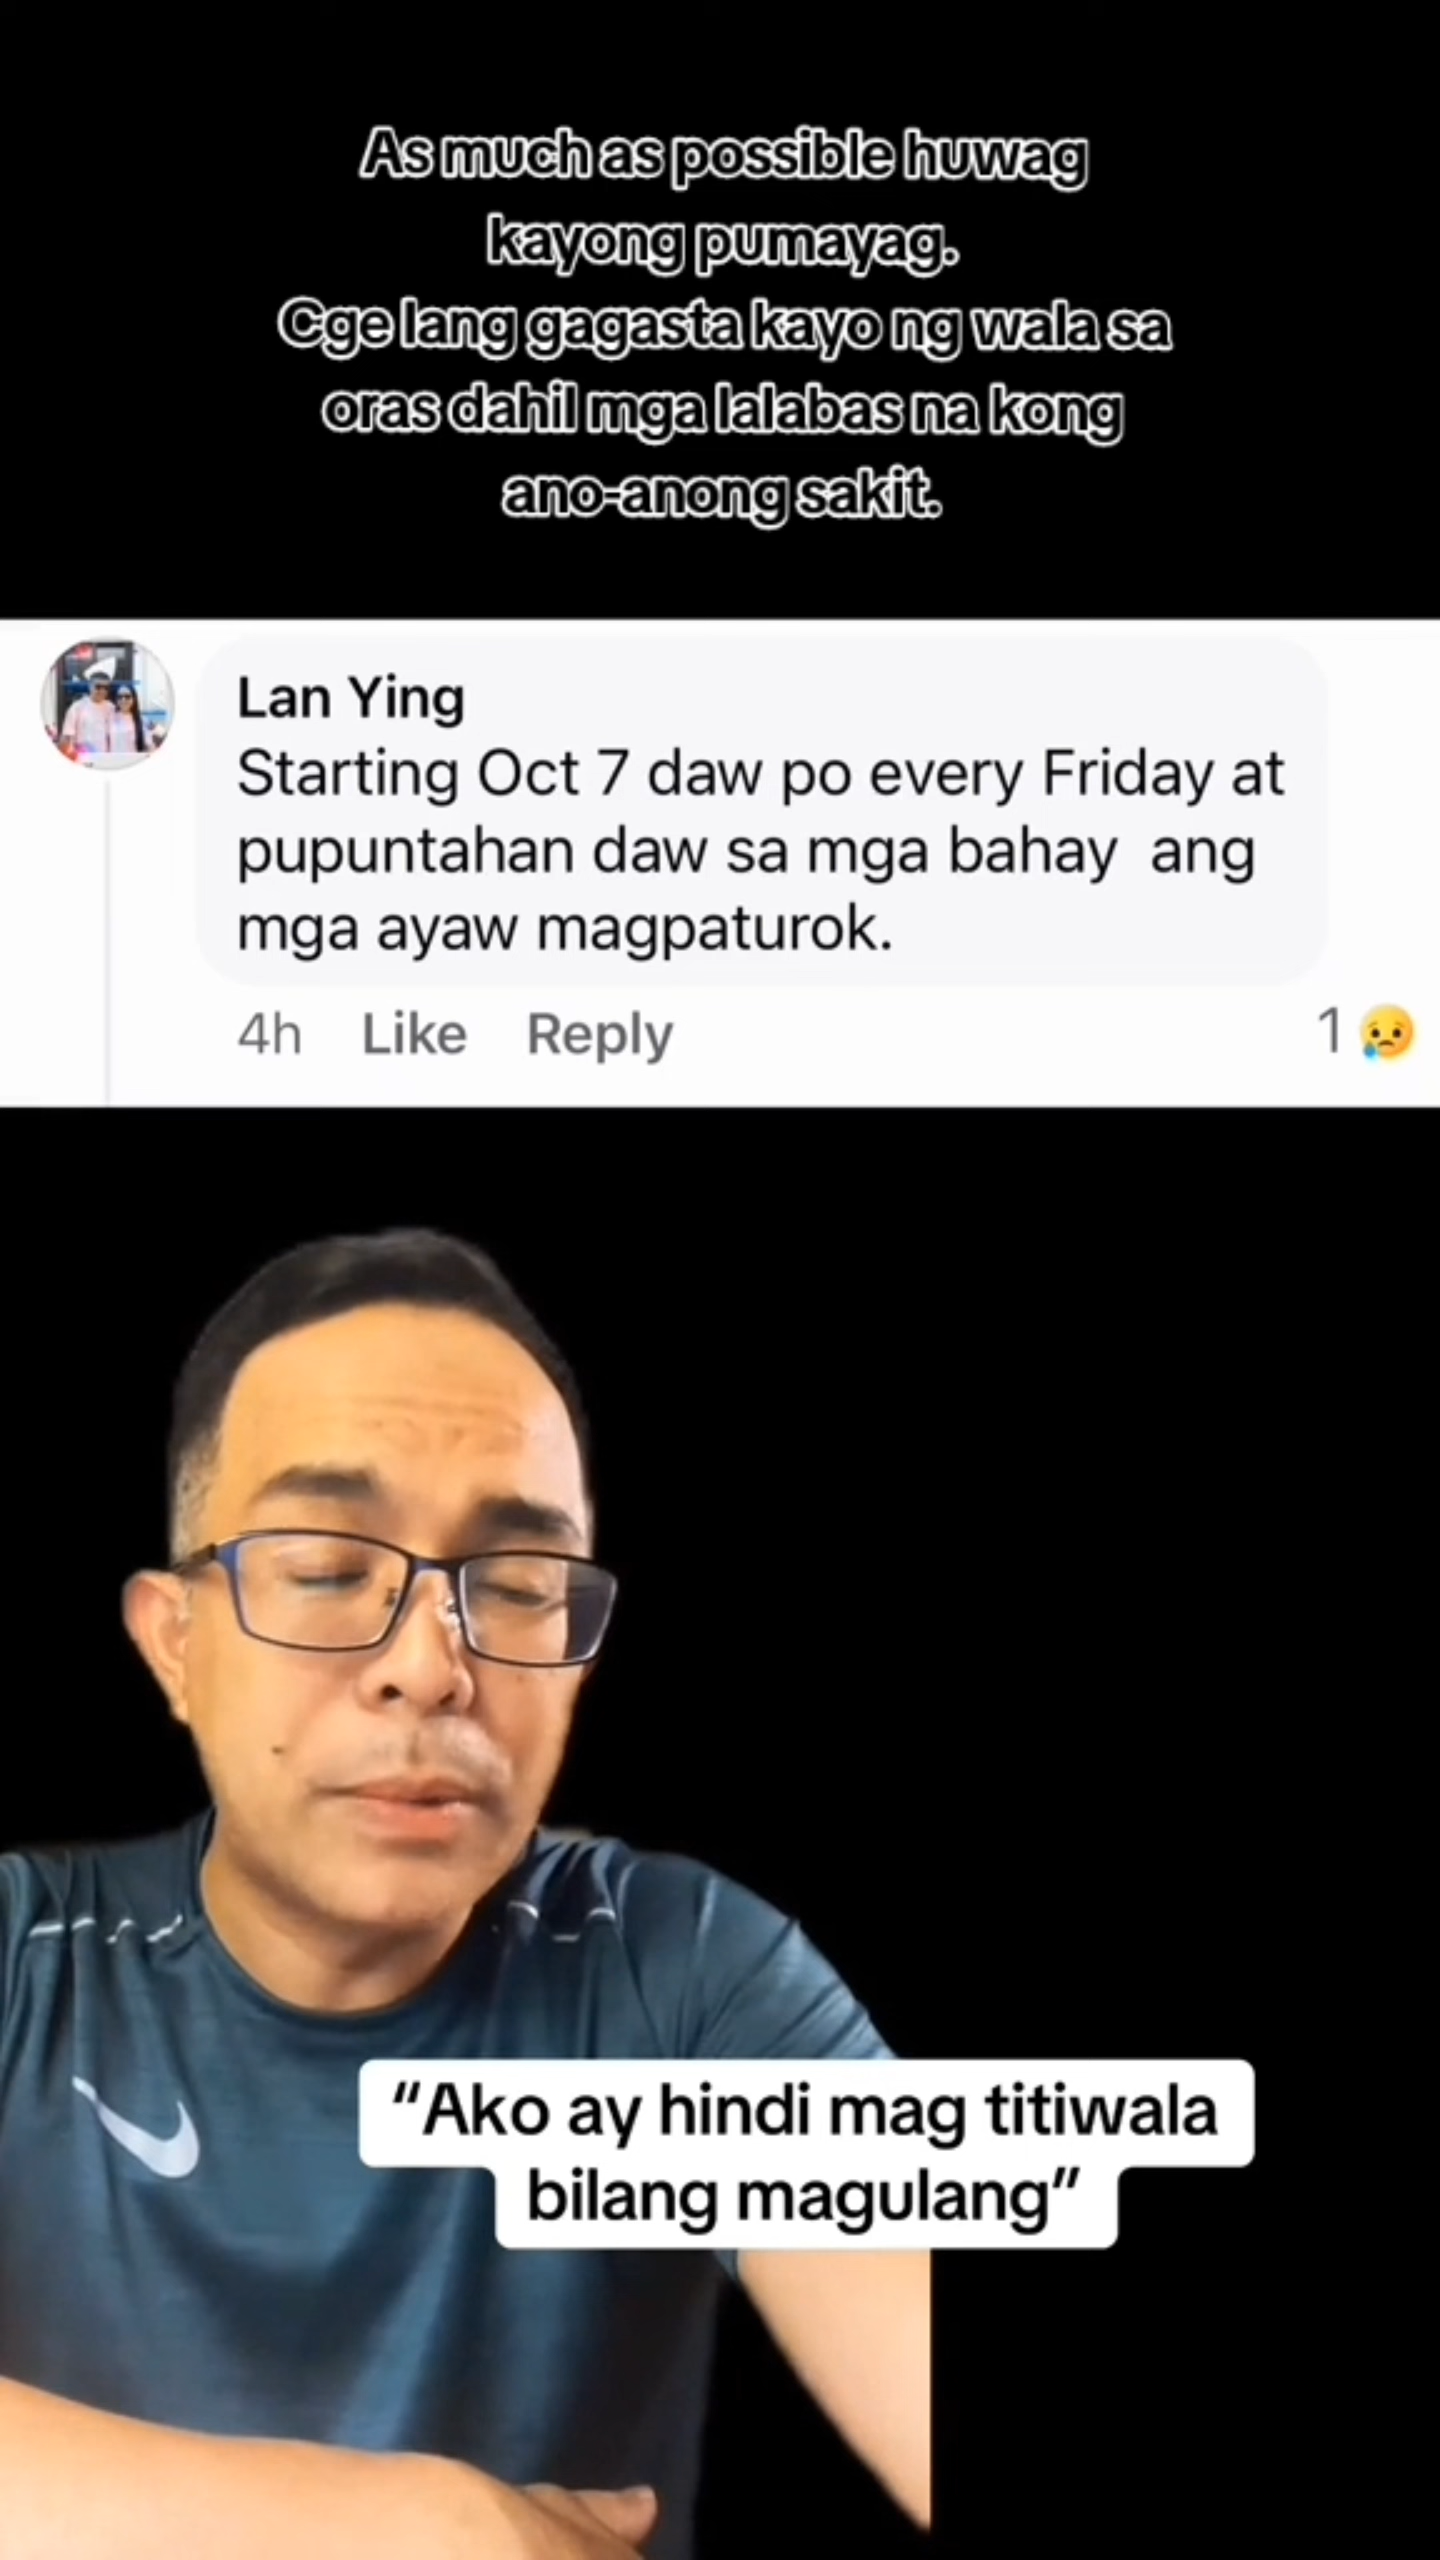 As much as possible huwag
kayong pumayag.
Cge lang gagasta kayo ng wala sa
oras dahil mga lalabas na kong
ano-anong sakit.
Lan Ying
Starting Oct 7 daw po every Friday at
pupuntahan daw sa mga bahay ang
mga ayaw magpaturok.
4h Like Reply 1
"Ako ay hindi mag titiwala
bilang magulang"